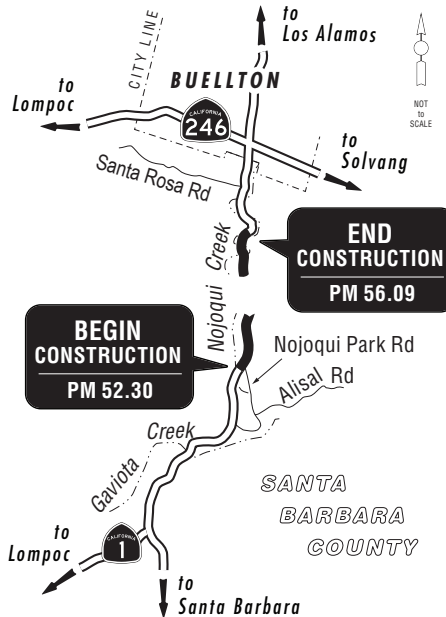 to
Los Alamos
CITY LINE
BUELLTON
to
Lompoc
CALIFORNIA
246
NOT
to
SCALE
to
Solvang
Santa Rosa Rd
Creek
END
CONSTRUCTION
PM 56.09
Nojoqui
BEGIN
CONSTRUCTION
PM 52.30
Nojoqui Park Rd
Alisal Rd
Creek
Gaviota
SANTA
BARBARA
COUNTY
to
Lompoc
CALIFORNIA
1
to
Santa Barbara